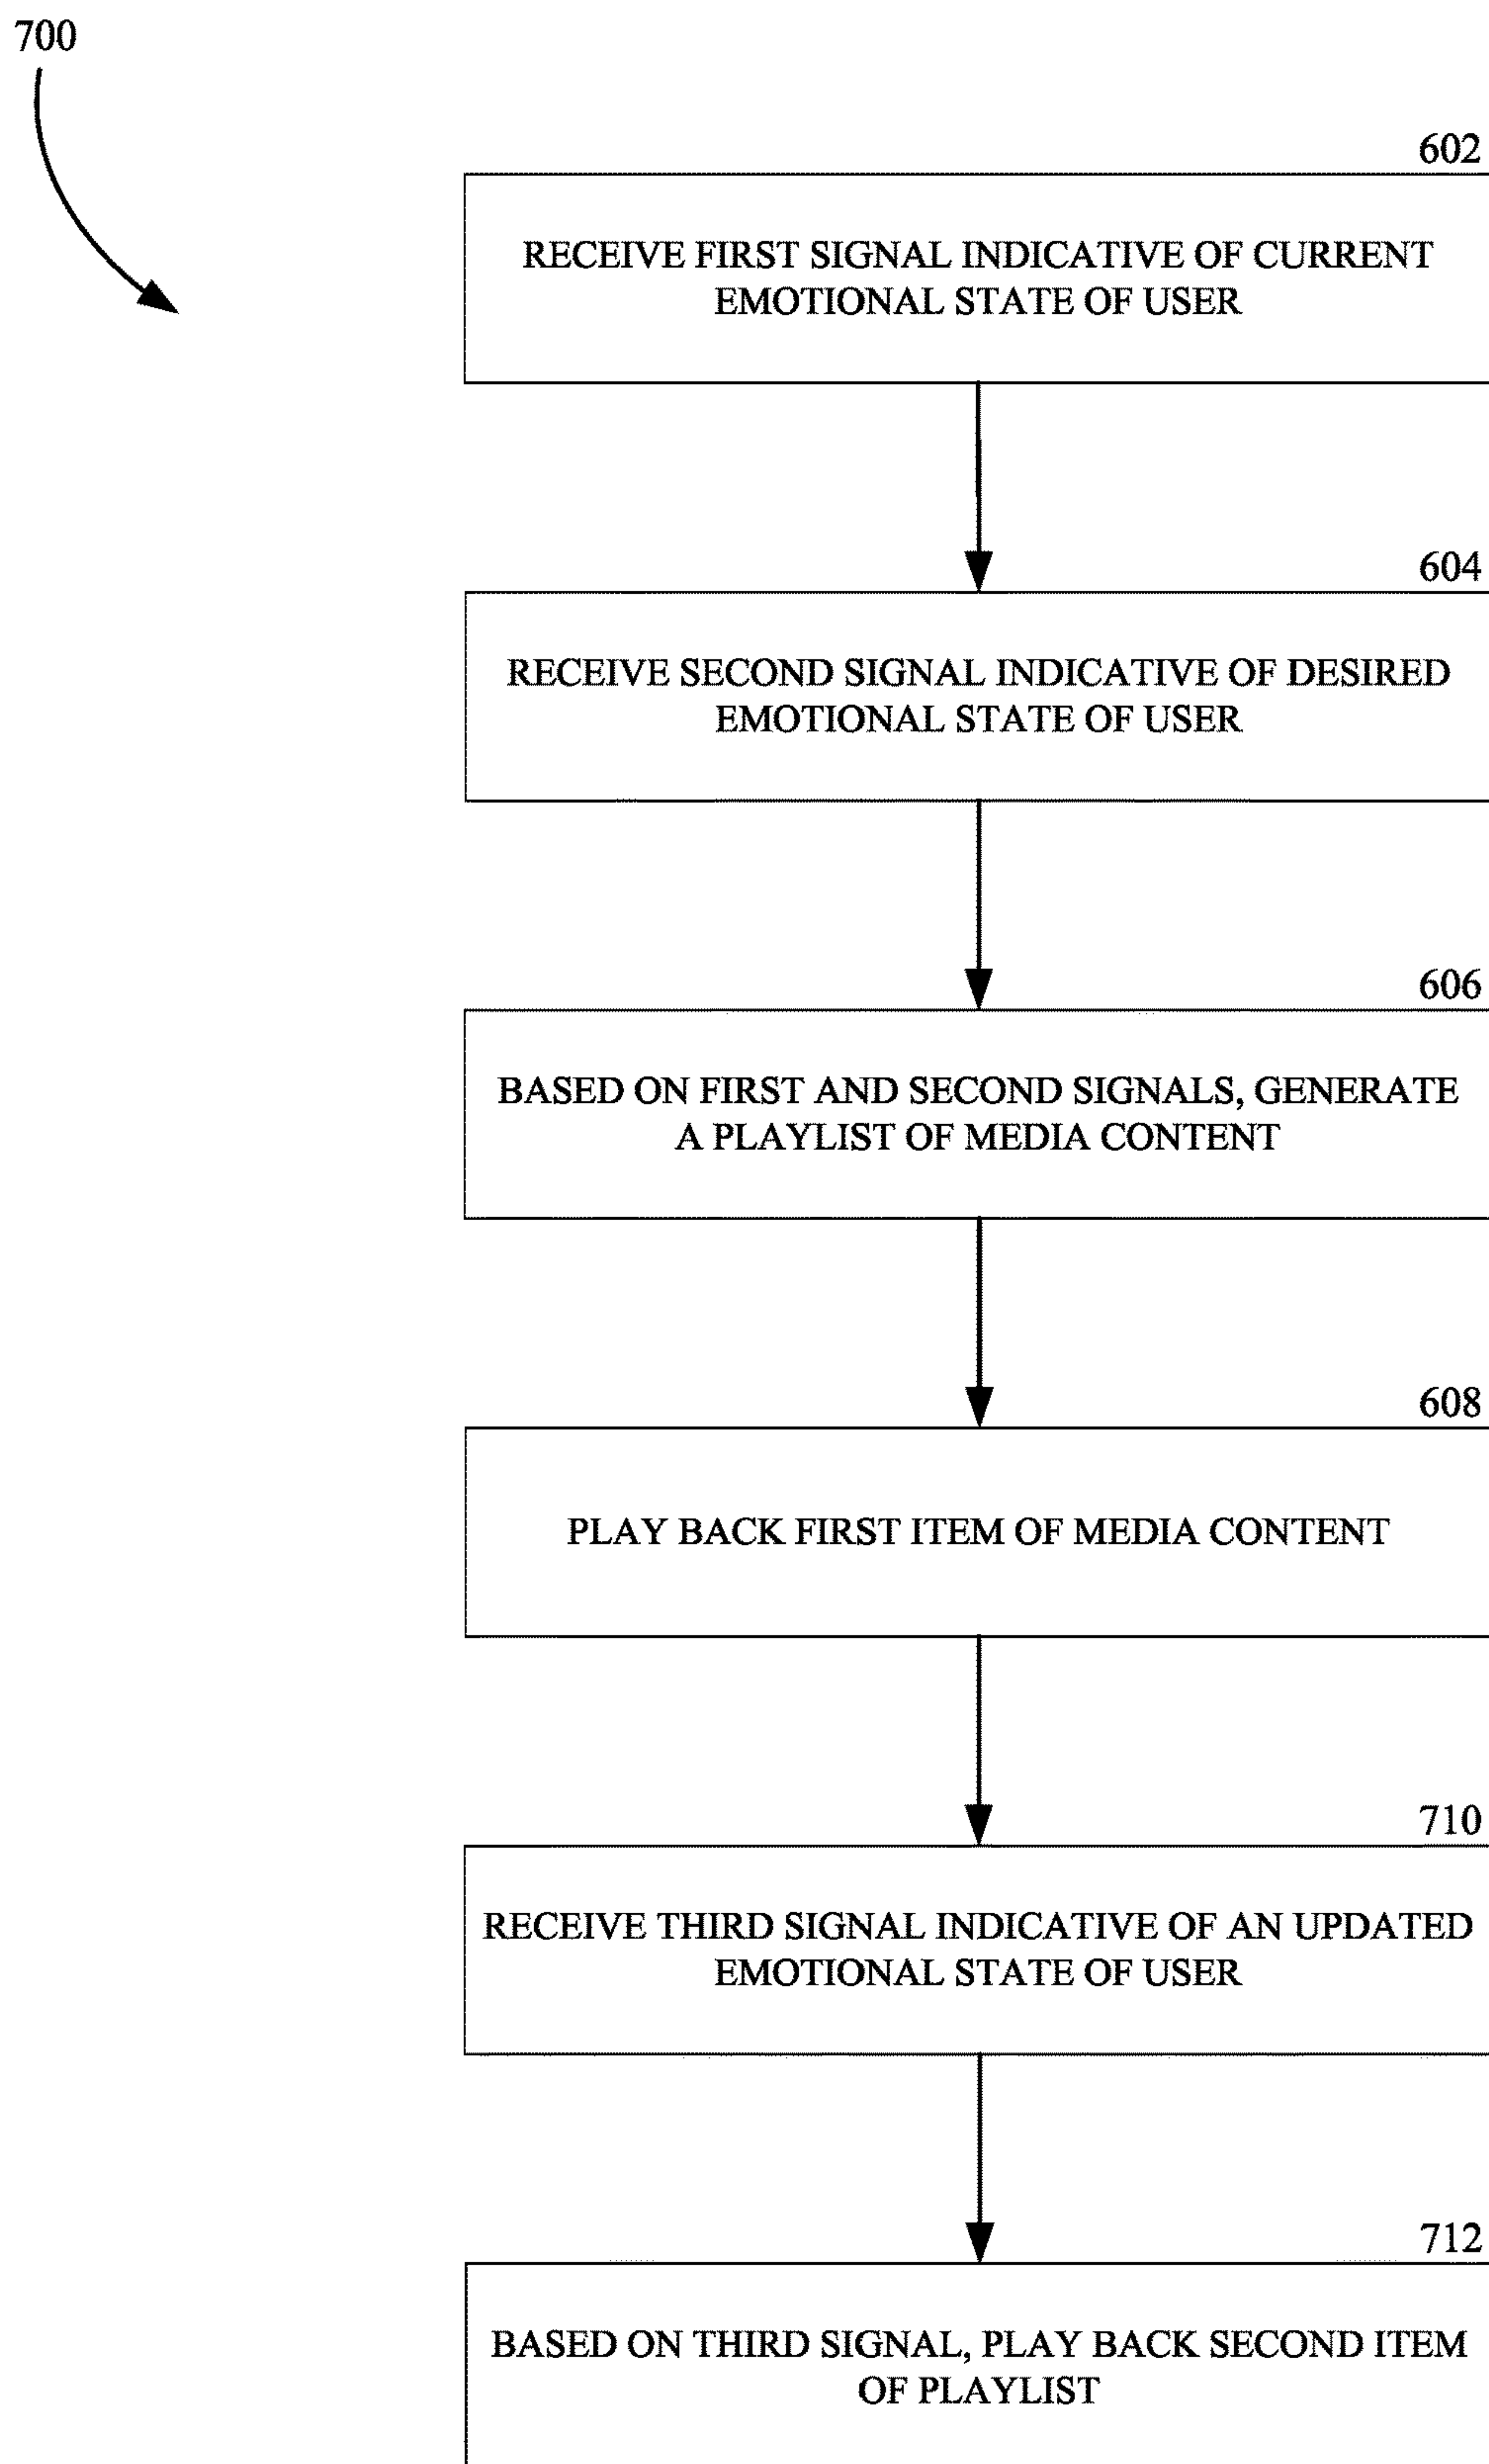 700
602
RECEIVE FIRST SIGNAL INDICATIVE OF CURRENT
EMOTIONAL STATE OF USER
604
RECEIVE SECOND SIGNAL INDICATIVE OF DESIRED
EMOTIONAL STATE OF USER
606
BASED ON FIRST AND SECOND SIGNALS, GENERATE
A PLAYLIST OF MEDIA CONTENT
608
PLAY BACK FIRST ITEM OF MEDIA CONTENT
710
RECEIVE THIRD SIGNAL INDICATIVE OF AN UPDATED
EMOTIONAL STATE OF USER
712
BASED ON THIRD SIGNAL, PLAY BACK SECOND ITEM
OF PLAYLIST